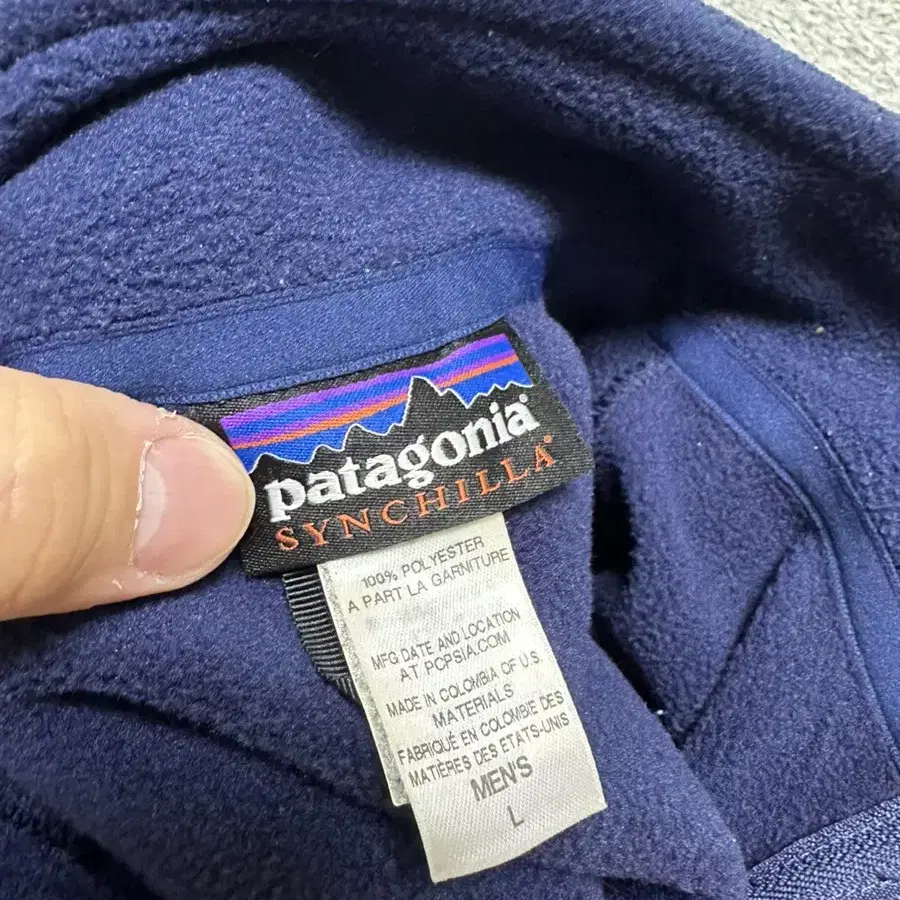 patagonia®
SYNCHILLA®
100% POLYESTER
A PART LA GARNITURE
MFG DATE AND LOCATION
AT PCPSIA.COM
MADE IN COLOMBIA OF U.S.
MATERIALS
FABRIQUÉ EN COLOMBIE DES
MATIÈRES DES ETATS-UNIS
MEN'S
L